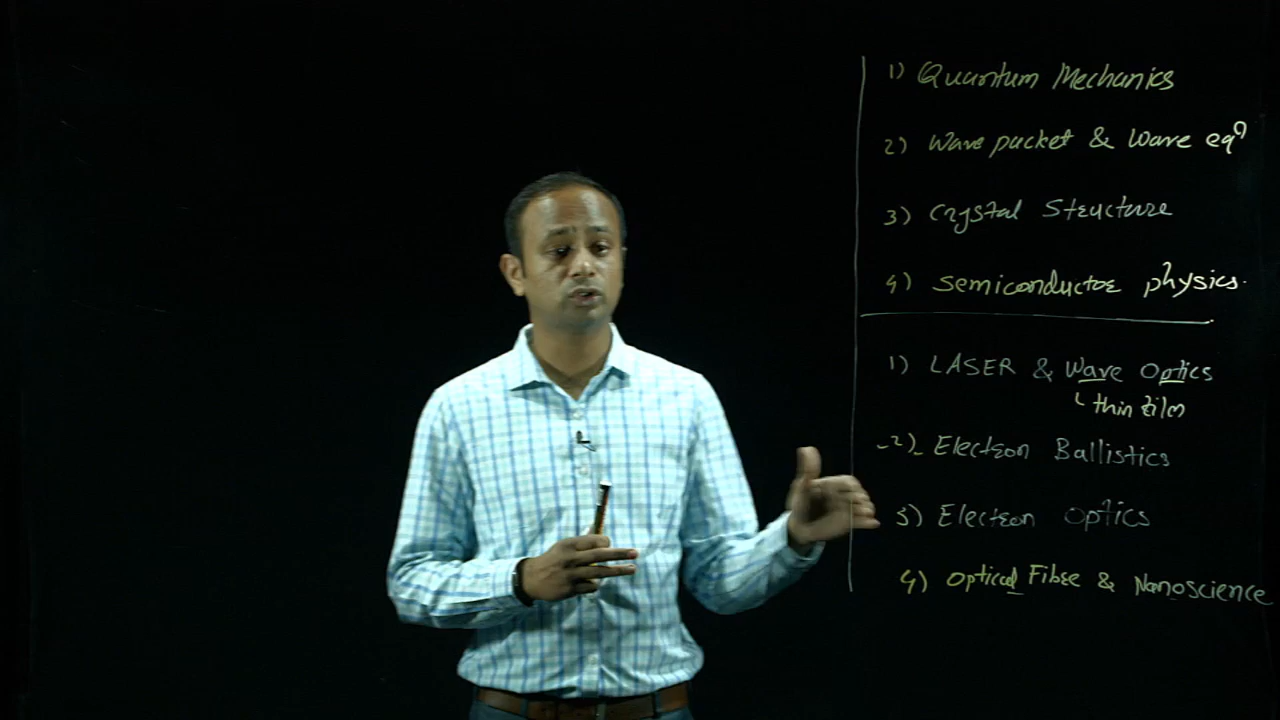 1) Quantum Mechanics
2) Wave packet & Wave eqn
3) Crystal Structure
4) Semiconductor physics.
1) LASER & Wave Optics
thin film
2) Electron Ballistics
3) Electron Optics
4) Optical Fibre & Nanoscience